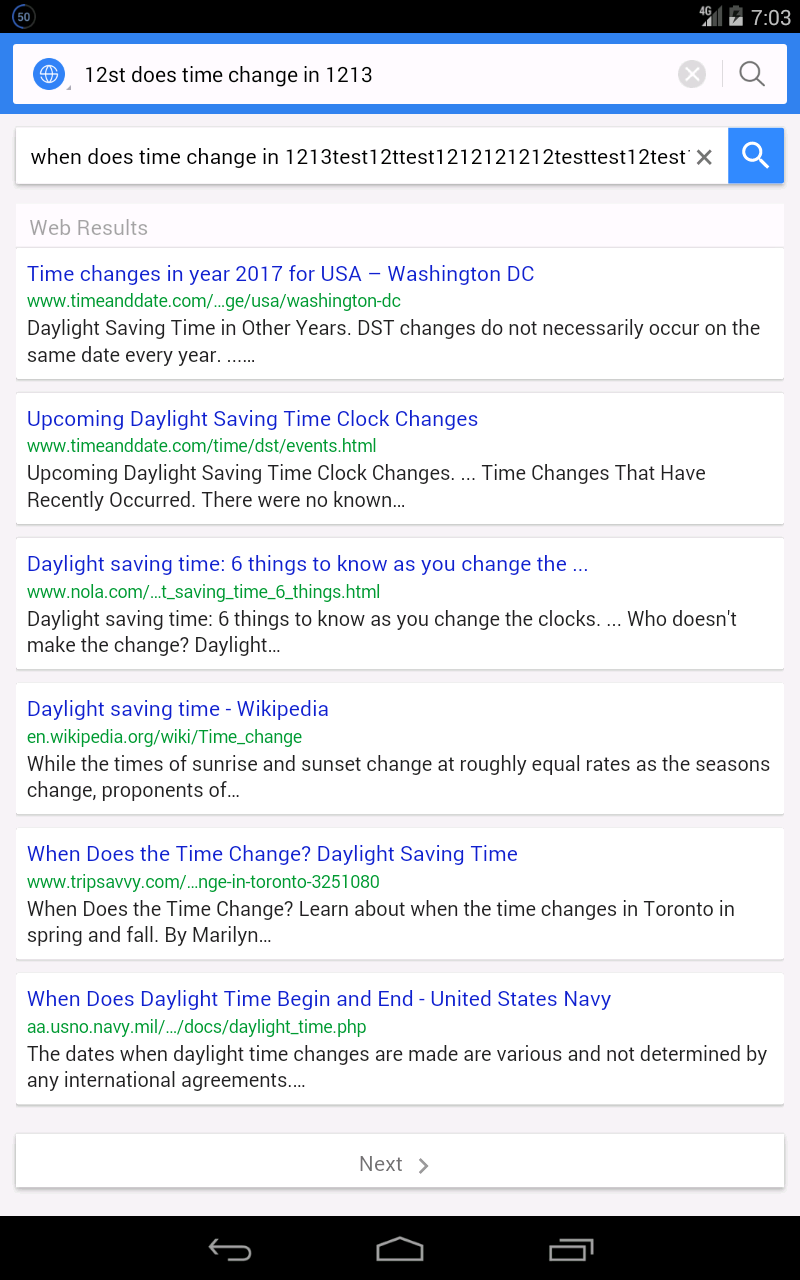 50
4G
7:03
12st does time change in 1213
when does time change in 1213test12ttest1212121212testtest12test
Web Results
Time changes in year 2017 for USA – Washington DC
www.timeanddate.com/...ge/usa/washington-dc
Daylight Saving Time in Other Years. DST changes do not necessarily occur on the
same date every year. ......
Upcoming Daylight Saving Time Clock Changes
www.timeanddate.com/time/dst/events.html
Upcoming Daylight Saving Time Clock Changes. ... Time Changes That Have
Recently Occurred. There were no known...
Daylight saving time: 6 things to know as you change the ...
www.nola.com/...t_saving_time_6_things.html
Daylight saving time: 6 things to know as you change the clocks. ... Who doesn't
make the change? Daylight...
Daylight saving time - Wikipedia
en.wikipedia.org/wiki/Time_change
While the times of sunrise and sunset change at roughly equal rates as the seasons
change, proponents of...
When Does the Time Change? Daylight Saving Time
www.tripsavvy.com/...nge-in-toronto-3251080
When Does the Time Change? Learn about when the time changes in Toronto in
spring and fall. By Marilyn...
When Does Daylight Time Begin and End - United States Navy
aa.usno.navy.mil/.../docs/daylight_time.php
The dates when daylight time changes are made are various and not determined by
any international agreements....
Next